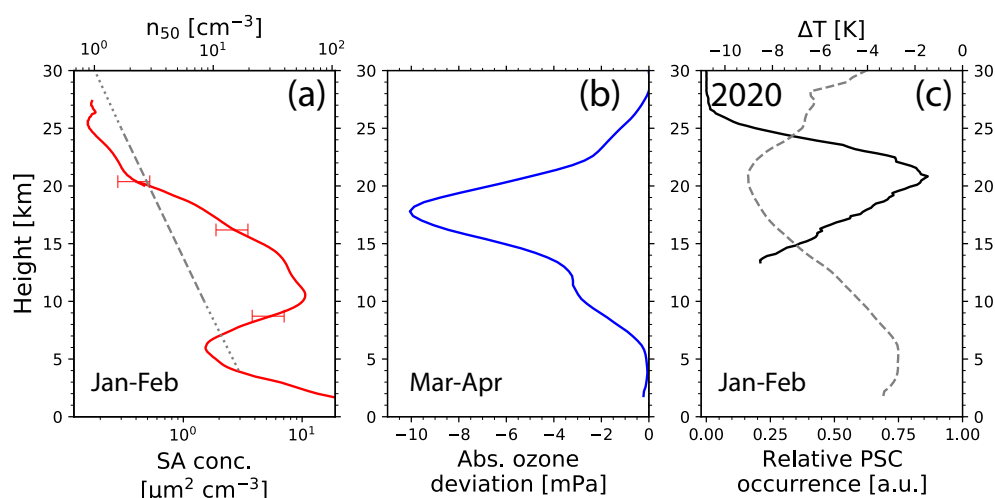 n₅₀ [cm⁻³]
10⁰ 10¹ 10²
ΔT [K]
−10 −8 −6 −4 −2 0
(a)
(b)
2020 (c)
Height [km]
30
25
20
15
10
5
0
30
25
20
15
10
5
0
30
25
20
15
10
5
0
30
25
20
15
10
5
0
Jan-Feb
Mar-Apr
Jan-Feb
10⁰ 10¹
SA conc.
[µm² cm⁻³]
−10 −8 −6 −4 −2 0
Abs. ozone
deviation [mPa]
0.00 0.25 0.50 0.75 1.00
Relative PSC
occurrence [a.u.]